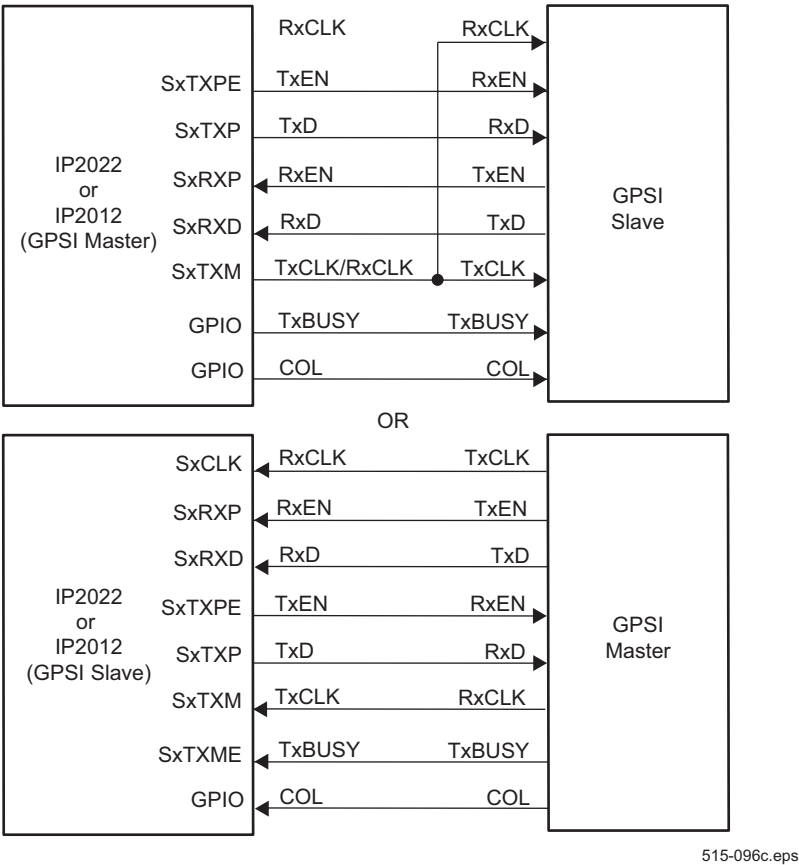 RxCLK RxCLK
SxTXPE TxEN RxEN
SxTXP TxD RxD
IP2022
or
IP2012
(GPSI Master)
SxRXP RxEN TxEN
GPSI
Slave
SxRXD RxD TxD
SxTXM TxCLK/RxCLK TxCLK
GPIO TxBUSY TxBUSY
GPIO COL COL
OR
SxCLK RxCLK TxCLK
SxRXP RxEN TxEN
SxRXD RxD TxD
IP2022
or
IP2012
(GPSI Slave)
SxTXPE TxEN RxEN
GPSI
Master
SxTXP TxD RxD
SxTXM TxCLK RxCLK
SxTXME TxBUSY TxBUSY
GPIO COL COL
515-096c.eps